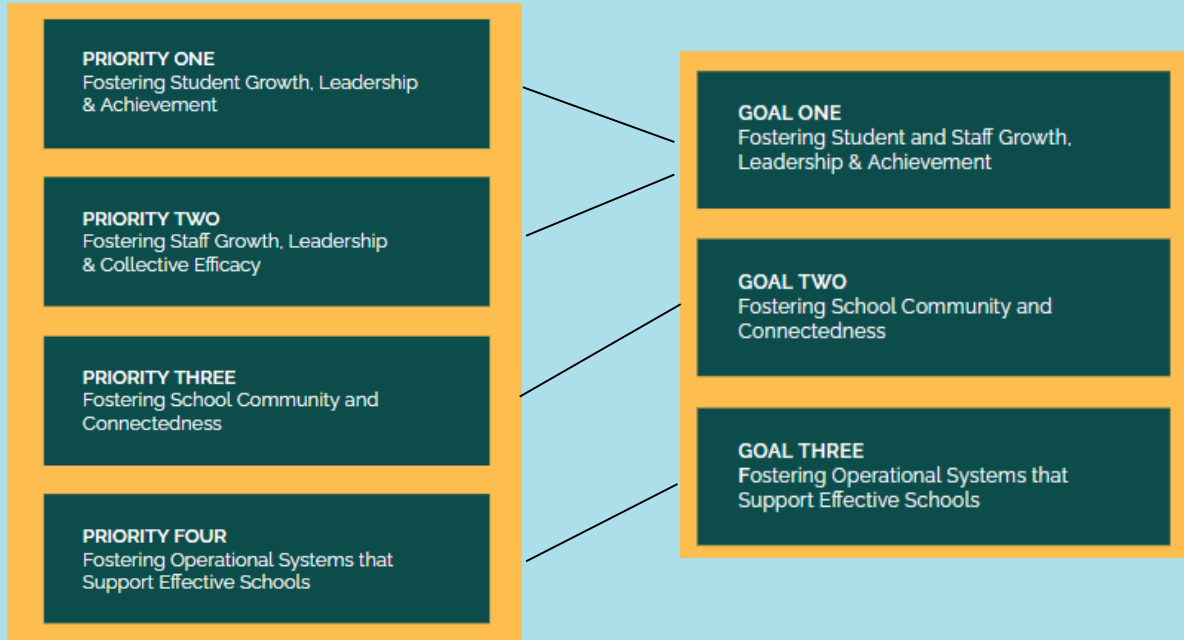 PRIORITY ONE
Fostering Student Growth, Leadership
& Achievement
PRIORITY TWO
Fostering Staff Growth, Leadership
& Collective Efficacy
PRIORITY THREE
Fostering School Community and
Connectedness
PRIORITY FOUR
Fostering Operational Systems that
Support Effective Schools
GOAL ONE
Fostering Student and Staff Growth,
Leadership & Achievement
GOAL TWO
Fostering School Community and
Connectedness
GOAL THREE
Fostering Operational Systems that
Support Effective Schools